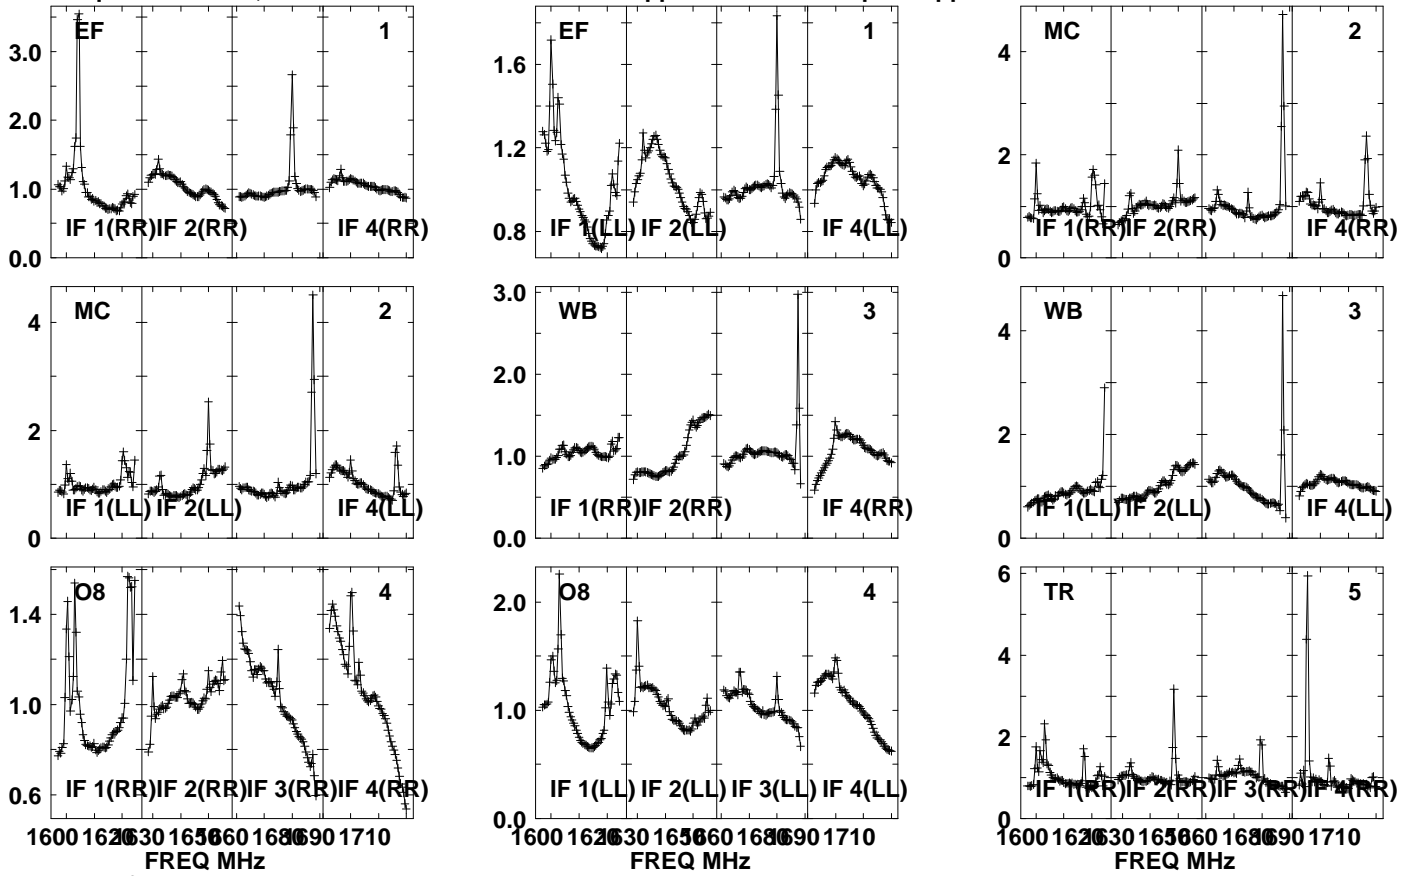 EF 1
3.0
2.0
1.0
0.0
IF 1(RR) IF 2(RR) IF 4(RR)
EF 1
1.6
1.2
0.8
IF 1(LL) IF 2(LL) IF 4(LL)
MC 2
4
2
0
IF 1(RR) IF 2(RR) IF 4(RR)
MC 2
4
2
0
IF 1(LL) IF 2(LL) IF 4(LL)
WB 3
3.0
2.0
1.0
0.0
IF 1(RR) IF 2(RR) IF 4(RR)
WB 3
4
2
0
IF 1(LL) IF 2(LL) IF 4(LL)
O8 4
1.4
1.0
0.6
IF 1(RR) IF 2(RR) IF 3(RR) IF 4(RR)
1600 1620 1630 1650 1660 1680 1690 1710
FREQ MHz
O8 4
2.0
1.0
0.0
IF 1(LL) IF 2(LL) IF 3(LL) IF 4(LL)
1600 1620 1630 1650 1660 1680 1690 1710
FREQ MHz
TR 5
6
4
2
0
IF 1(RR) IF 2(RR) IF 3(RR) IF 4(RR)
1600 1620 1630 1650 1660 1680 1690 1710
FREQ MHz